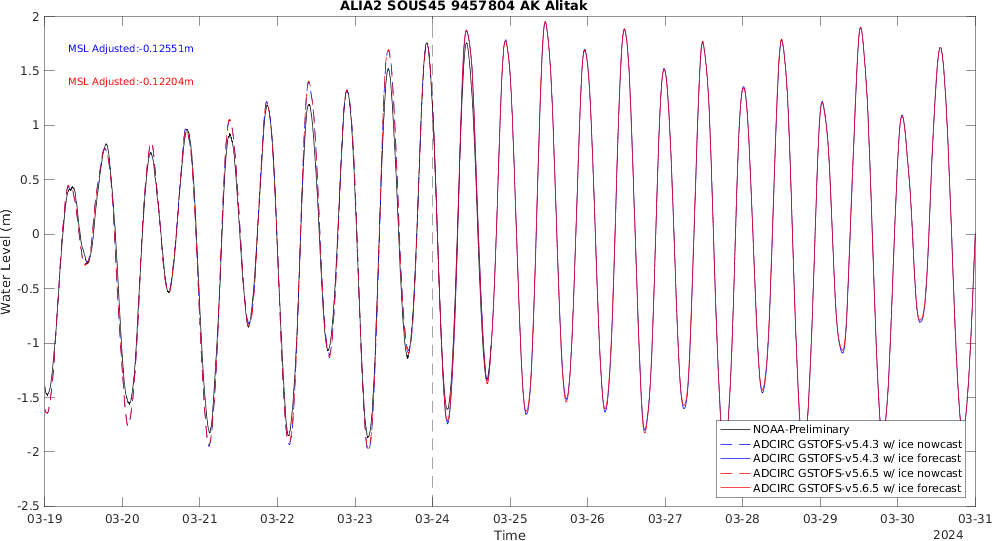 ALIA2 SOUS45 9457804 AK Alitak
MSL Adjusted:-0.12551m
MSL Adjusted:-0.12204m
Water Level (m)
2
1.5
1
0.5
0
-0.5
-1
-1.5
-2
-2.5
NOAA-Preliminary
ADCIRC GSTOFS-v5.4.3 w/ ice nowcast
ADCIRC GSTOFS-v5.4.3 w/ ice forecast
ADCIRC GSTOFS-v5.6.5 w/ ice nowcast
ADCIRC GSTOFS-v5.6.5 w/ ice forecast
03-19 03-20 03-21 03-22 03-23 03-24 03-25 03-26 03-27 03-28 03-29 03-30 03-31
Time
2024